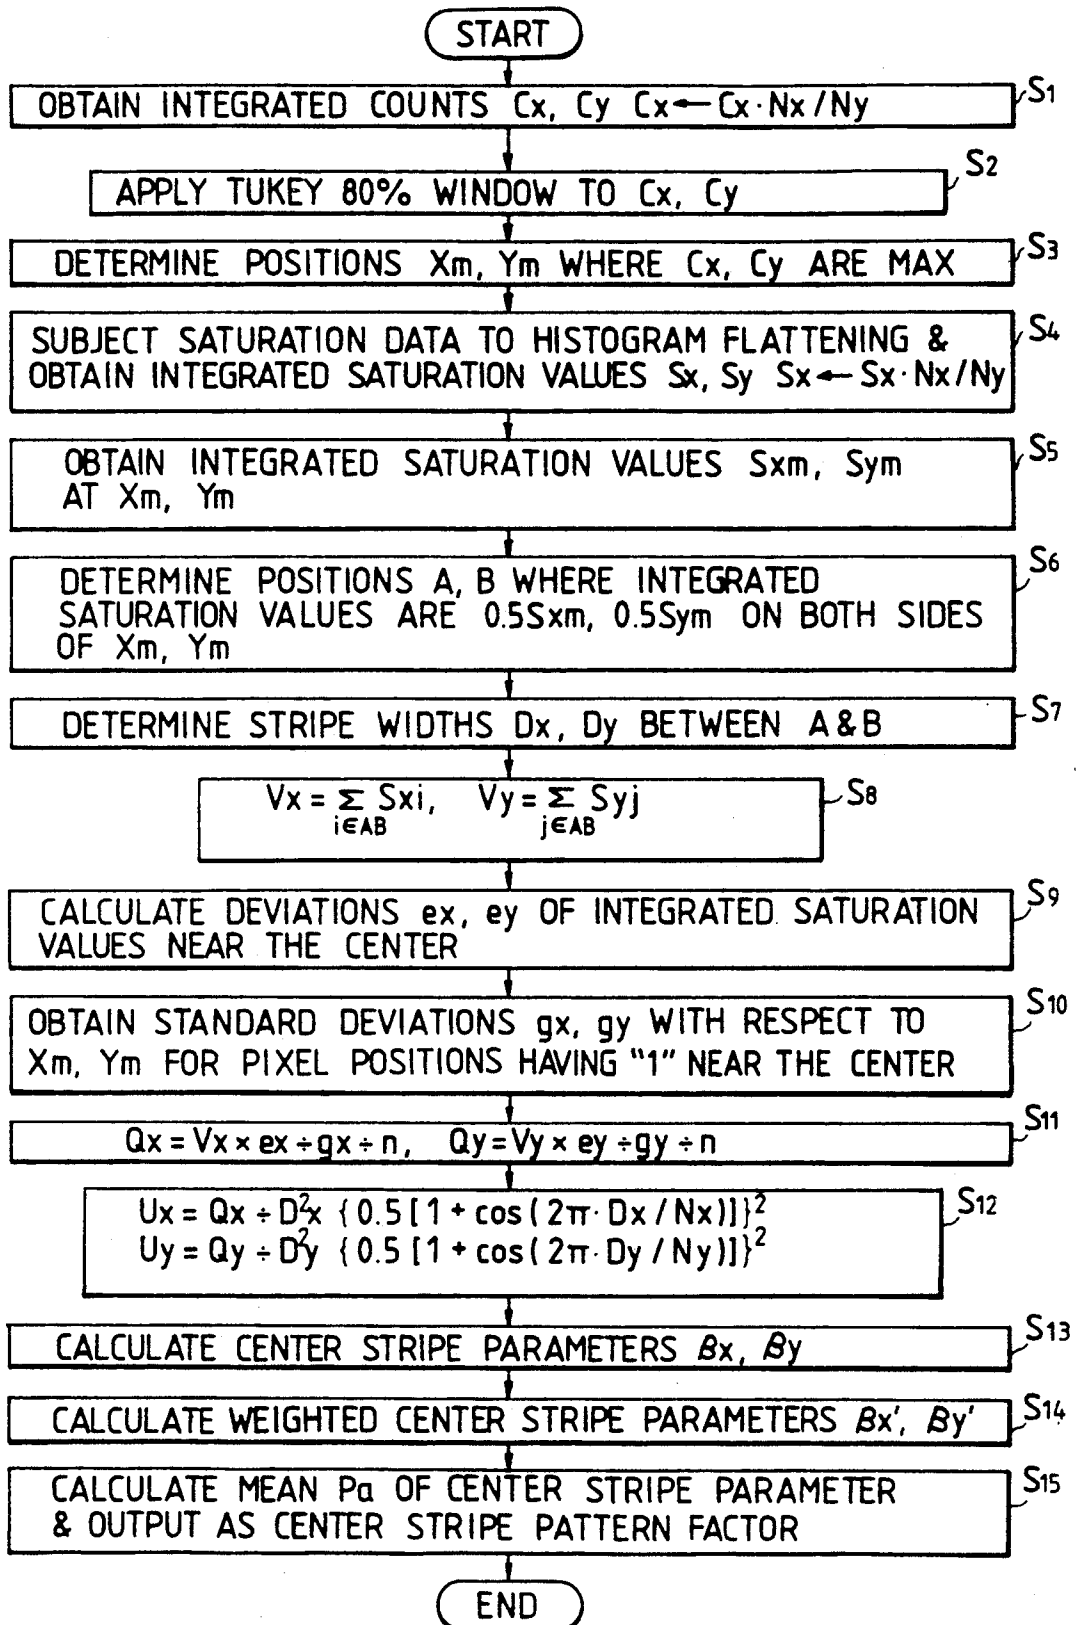 START
OBTAIN INTEGRATED COUNTS Cx, Cy Cx←Cx·Nx/Ny
S1
APPLY TUKEY 80% WINDOW TO Cx, Cy
S2
DETERMINE POSITIONS Xm, Ym WHERE Cx, Cy ARE MAX
S3
SUBJECT SATURATION DATA TO HISTOGRAM FLATTENING &
OBTAIN INTEGRATED SATURATION VALUES Sx, Sy Sx←Sx·Nx/Ny
S4
OBTAIN INTEGRATED SATURATION VALUES Sxm, Sym
AT Xm, Ym
S5
DETERMINE POSITIONS A, B WHERE INTEGRATED
SATURATION VALUES ARE 0.5Sxm, 0.5Sym ON BOTH SIDES
OF Xm, Ym
S6
DETERMINE STRIPE WIDTHS Dx, Dy BETWEEN A&B
S7
Vx = Σ Sxi, Vy = Σ Syj
i∈AB j∈AB
S8
CALCULATE DEVIATIONS ex, ey OF INTEGRATED SATURATION
VALUES NEAR THE CENTER
S9
OBTAIN STANDARD DEVIATIONS gx, gy WITH RESPECT TO
Xm, Ym FOR PIXEL POSITIONS HAVING "1" NEAR THE CENTER
S10
Qx = Vx × ex ÷ gx ÷ n, Qy = Vy × ey ÷ gy ÷ n
S11
Ux = Qx ÷ D²x {0.5[1 + cos(2π·Dx/Nx)]}²
Uy = Qy ÷ D²y {0.5[1 + cos(2π·Dy/Ny)]}²
S12
CALCULATE CENTER STRIPE PARAMETERS βx, βy
S13
CALCULATE WEIGHTED CENTER STRIPE PARAMETERS βx', βy'
S14
CALCULATE MEAN Pa OF CENTER STRIPE PARAMETER
& OUTPUT AS CENTER STRIPE PATTERN FACTOR
S15
END